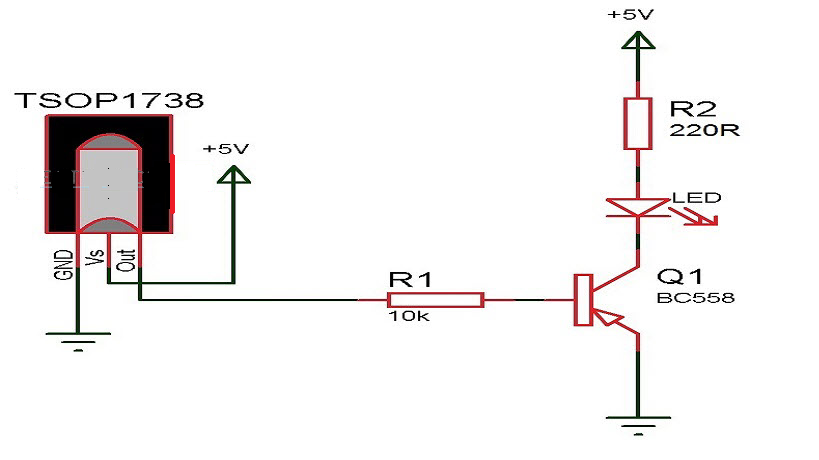 +5V
TSOP1738
R2
220R
+5V
LED
GND
Vs
Out
R1
10k
Q1
BC558